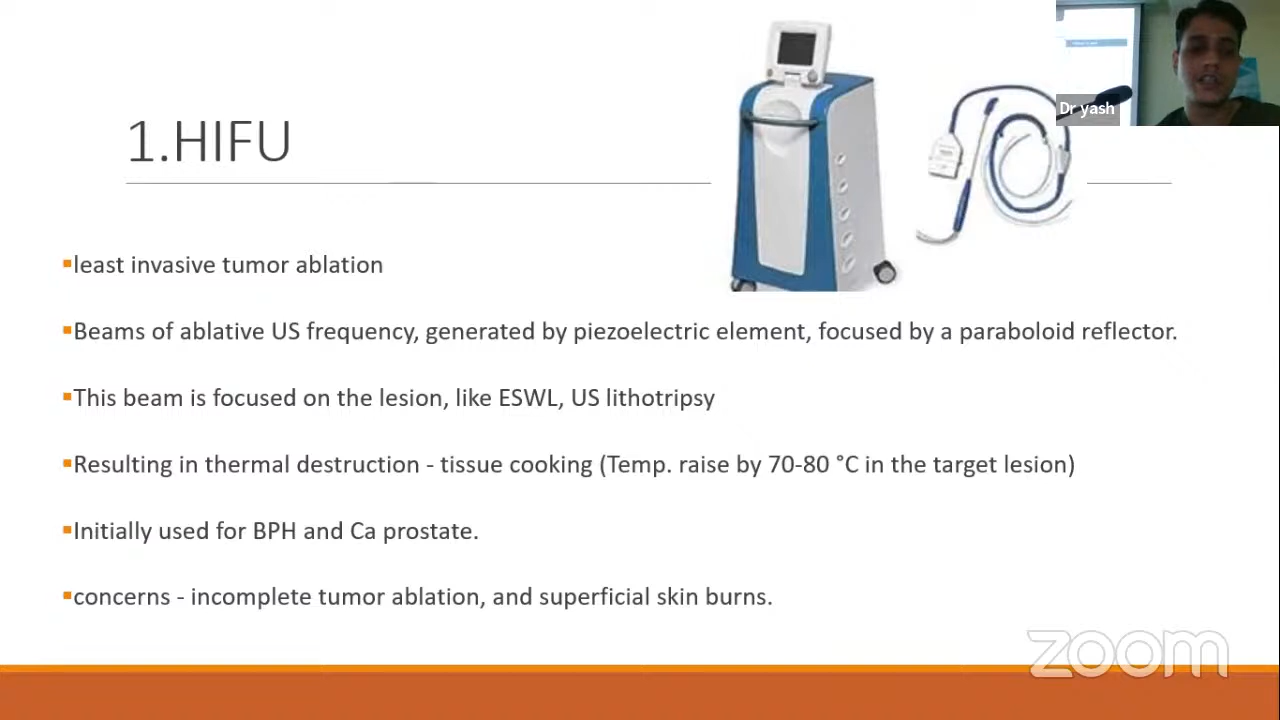 Dr yash
1.HIFU
▪least invasive tumor ablation
▪Beams of ablative US frequency, generated by piezoelectric element, focused by a paraboloid reflector.
▪This beam is focused on the lesion, like ESWL, US lithotripsy
▪Resulting in thermal destruction - tissue cooking (Temp. raise by 70-80 °C in the target lesion)
▪Initially used for BPH and Ca prostate.
▪concerns - incomplete tumor ablation, and superficial skin burns.
zoom